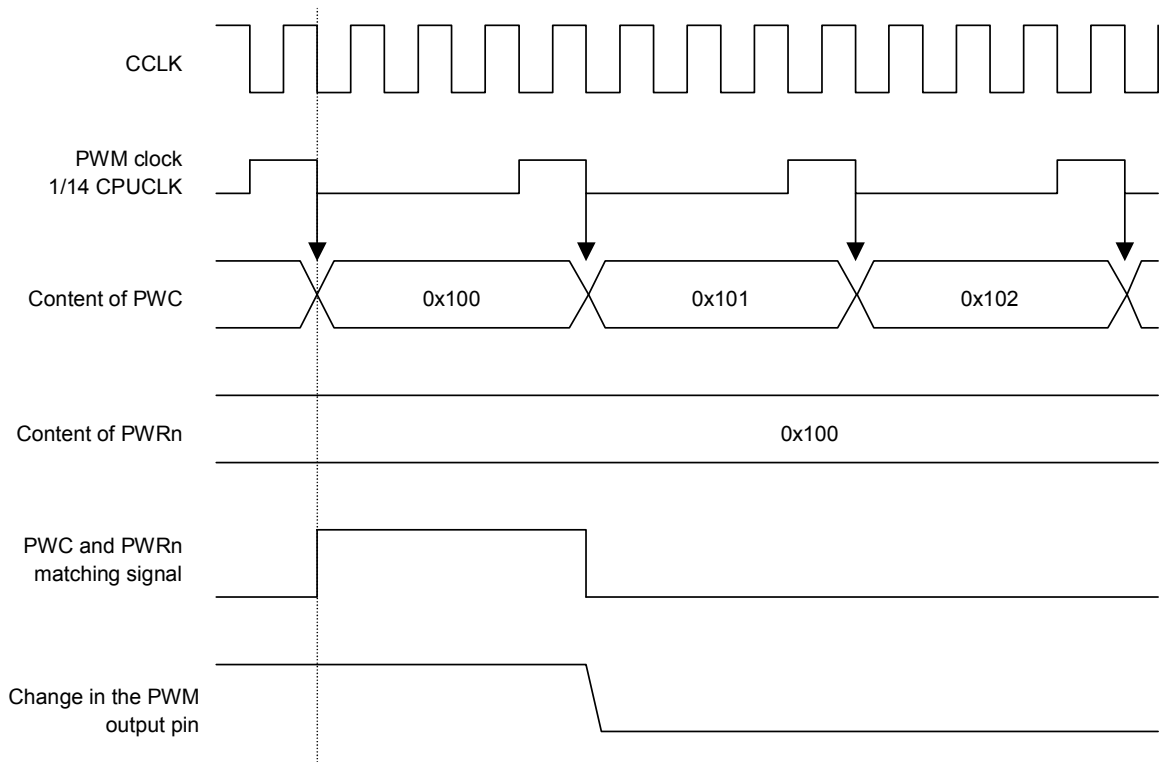 CCLK
PWM clock
1/14 CPUCLK
Content of PWC
0x100
0x101
0x102
Content of PWRn
0x100
PWC and PWRn
matching signal
Change in the PWM
output pin